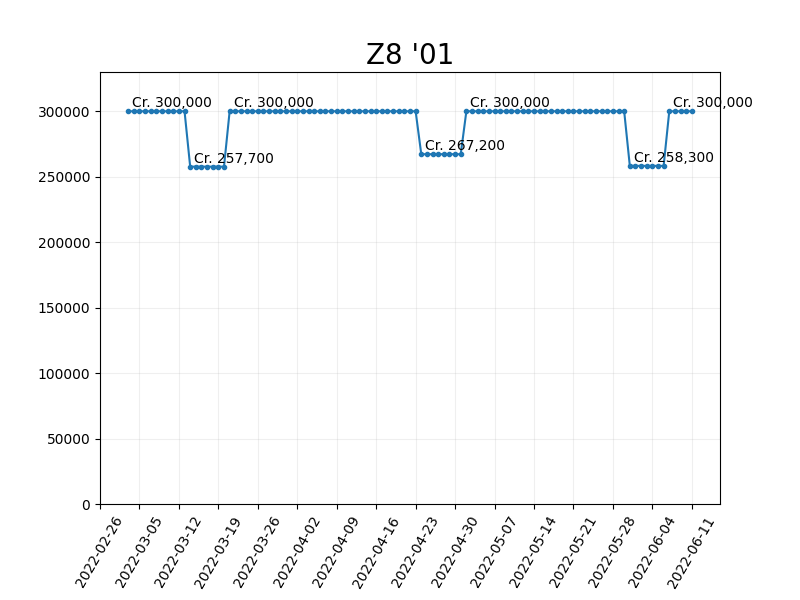 Z8 '01
Cr. 300,000
Cr. 300,000
Cr. 300,000
Cr. 300,000
Cr. 257,700
Cr. 267,200
Cr. 258,300
300000
250000
200000
150000
100000
50000
0
2022-02-26
2022-03-05
2022-03-12
2022-03-19
2022-03-26
2022-04-02
2022-04-09
2022-04-16
2022-04-23
2022-04-30
2022-05-07
2022-05-14
2022-05-21
2022-05-28
2022-06-04
2022-06-11